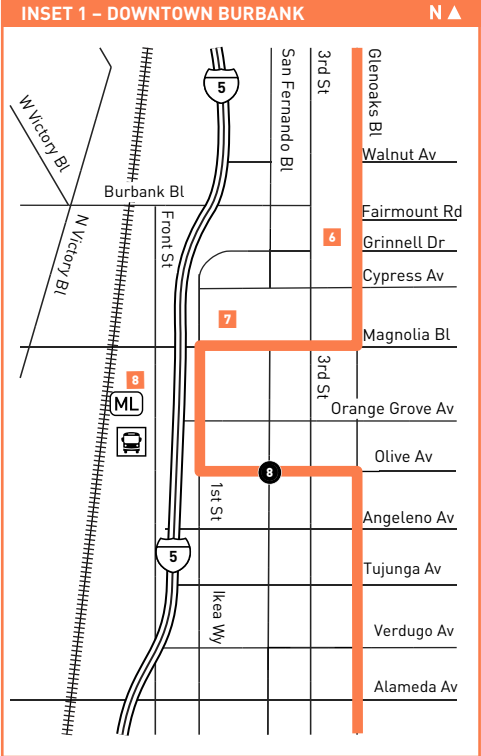 INSET 1 – DOWNTOWN BURBANK
N
5
San Fernando Bl
3rd St
Glenoaks Bl
W Victory Bl
Walnut Av
Burbank Bl
N Victory Bl
Front St
Fairmount Rd
6
Grinnell Dr
Cypress Av
7
Magnolia Bl
3rd St
8
ML
Orange Grove Av
Olive Av
8
1st St
Angeleno Av
5
Tujunga Av
Ikea Wy
Verdugo Av
Alameda Av